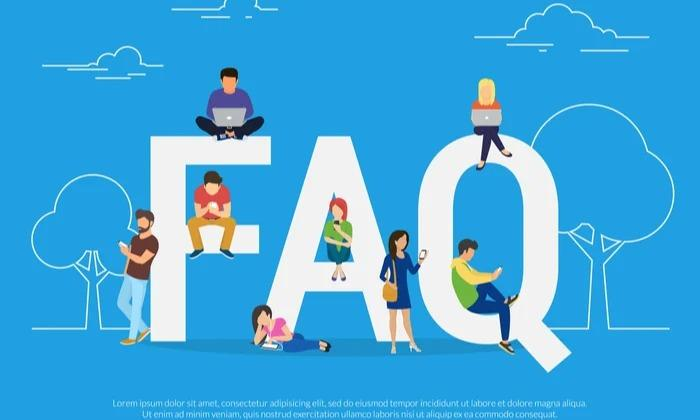 FAQ
Lorem ipsum dolor sit amet, consectetur adipisicing elit, sed do eiusmod tempor incididunt ut labore et dolore magna aliqua.
Ut enim ad minim veniam, quis nostrud exercitation ullamco laboris nisi ut aliquip ex ea commodo consequat.